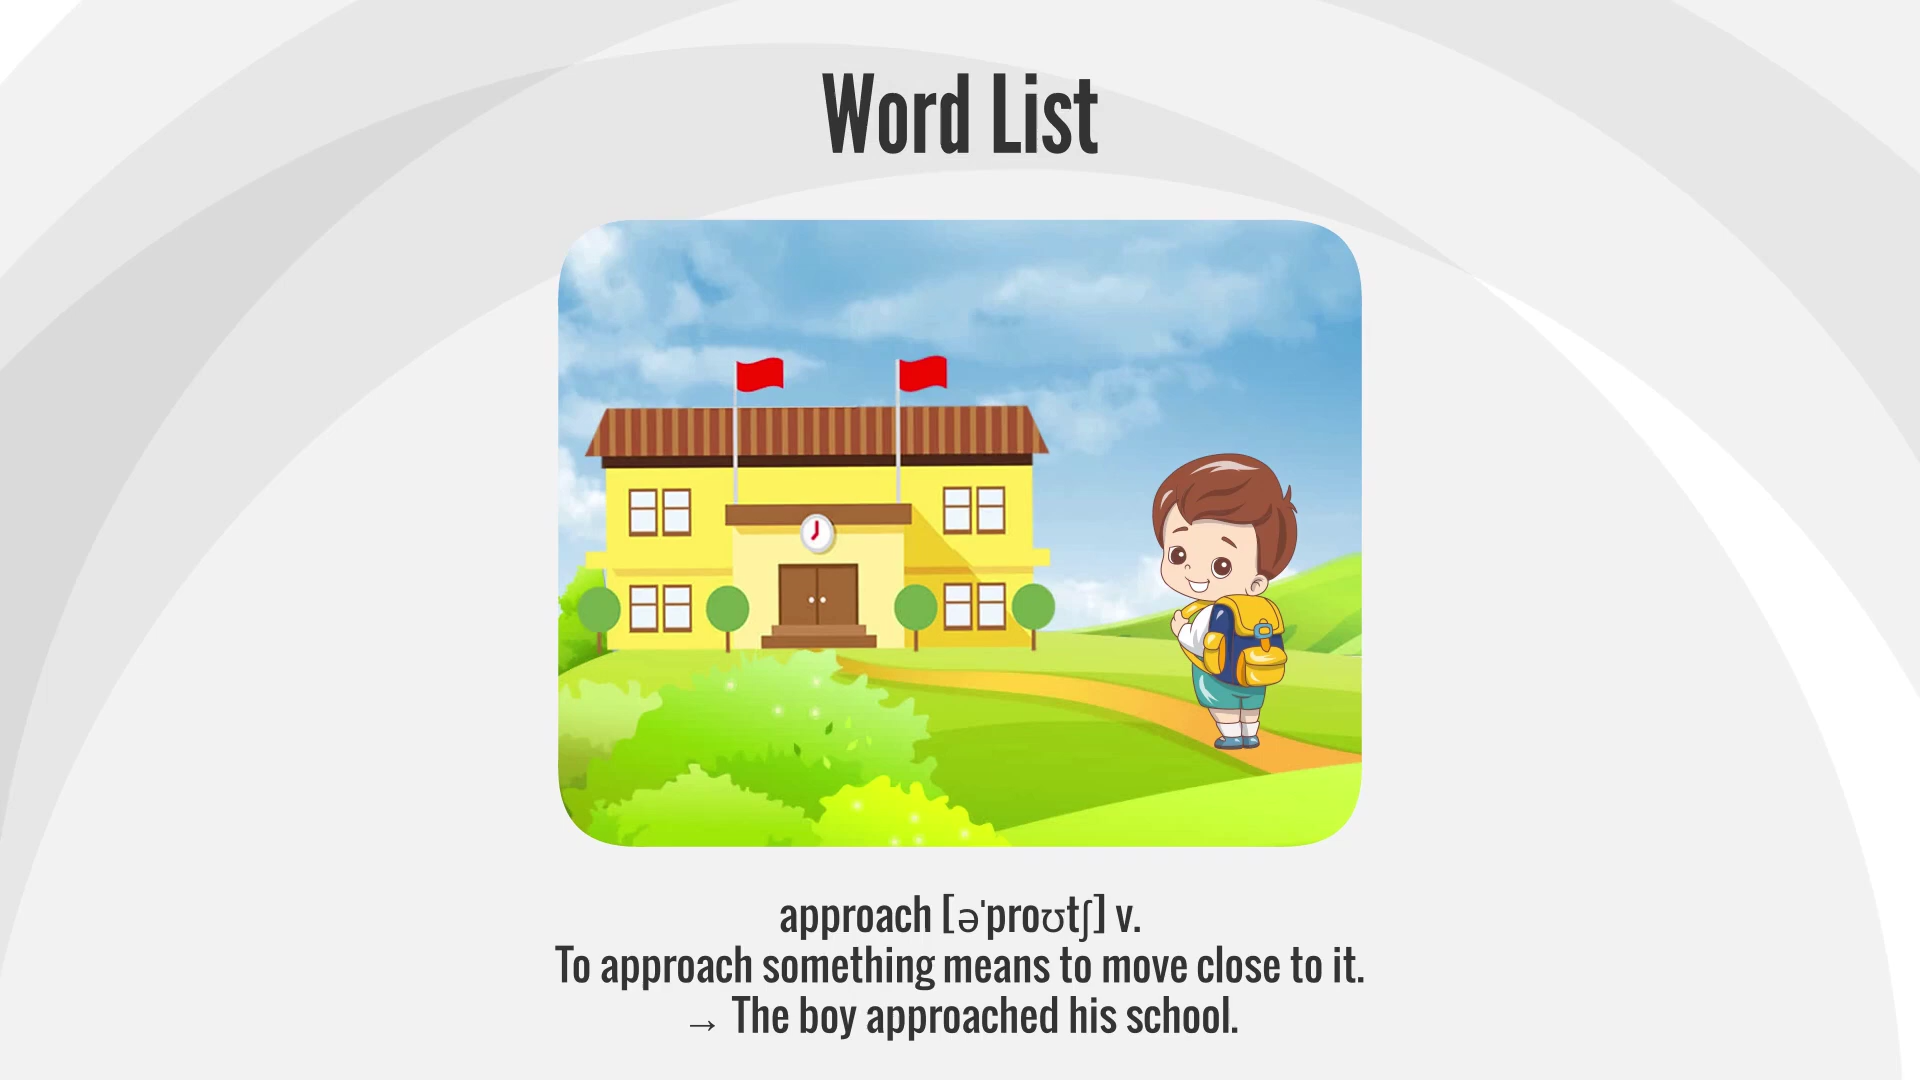 Word List
approach [əˈproʊtʃ] v.
To approach something means to move close to it.
→ The boy approached his school.